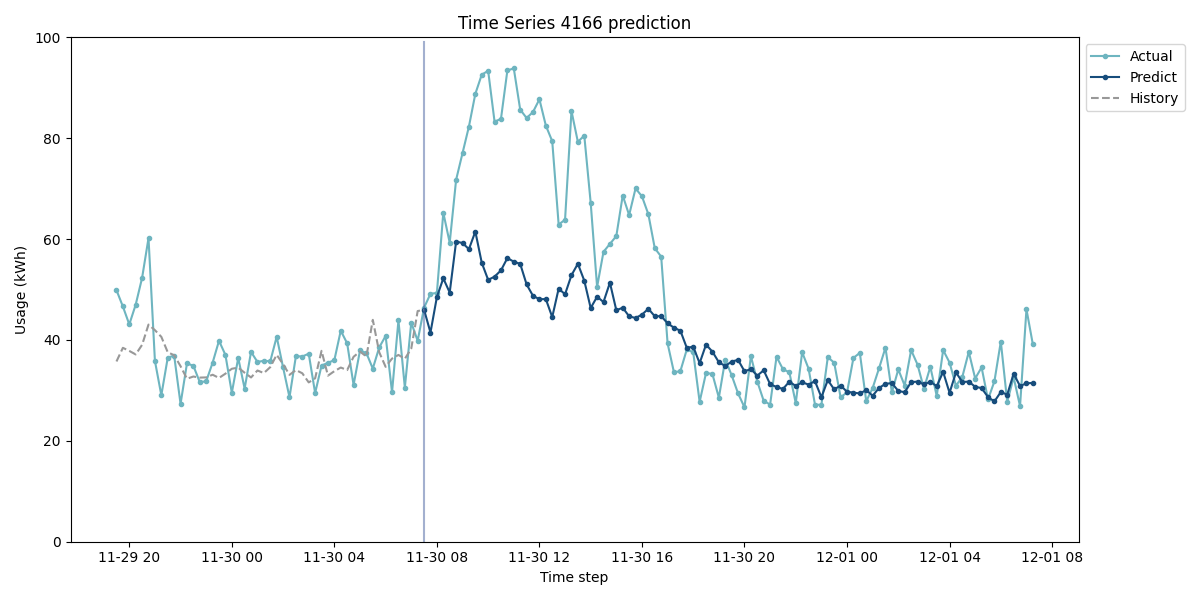 Time Series 4166 prediction
100
80
60
40
20
0
Usage (kWh)
11-29 20
11-30 00
11-30 04
11-30 08
11-30 12
11-30 16
11-30 20
12-01 00
12-01 04
12-01 08
Time step
Actual
Predict
History